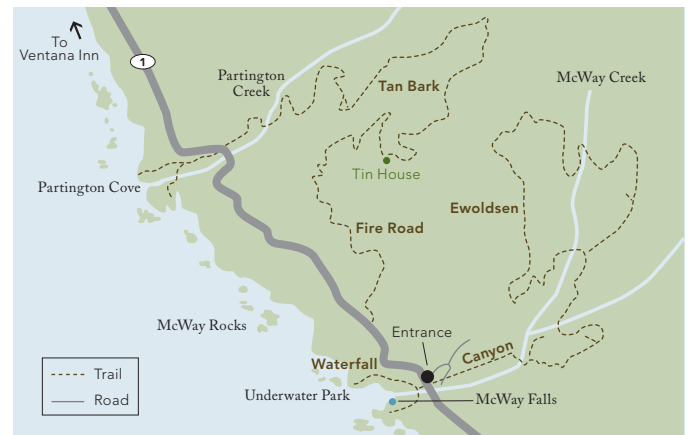 To
Ventana Inn
1
Partington
Creek
Tan Bark
McWay Creek
Tin House
Partington Cove
Ewoldsen
Fire Road
McWay Rocks
Entrance
Canyon
Waterfall
Trail
Underwater Park
Road
McWay Falls